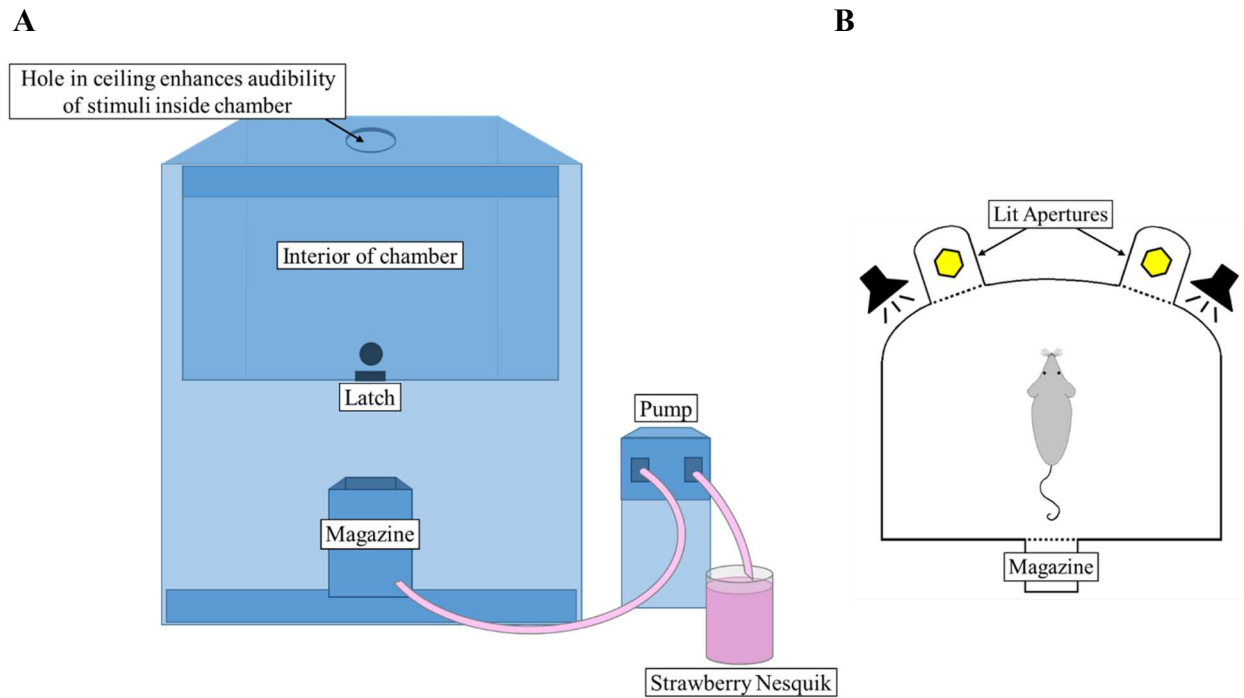 A
B
Hole in ceiling enhances audibility
of stimuli inside chamber
Interior of chamber
Latch
Pump
Magazine
Strawberry Nesquik
Lit Apertures
Magazine